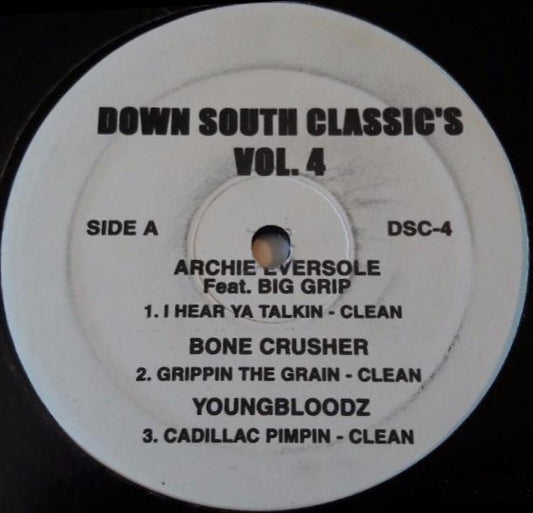 DOWN SOUTH CLASSIC'S
VOL. 4
SIDE A
DSC-4
ARCHIE EVERSOLE
Feat. BIG GRIP
1. I HEAR YA TALKIN - CLEAN
BONE CRUSHER
2. GRIPPIN THE GRAIN - CLEAN
YOUNGBLOODZ
3. CADILLAC PIMPIN - CLEAN